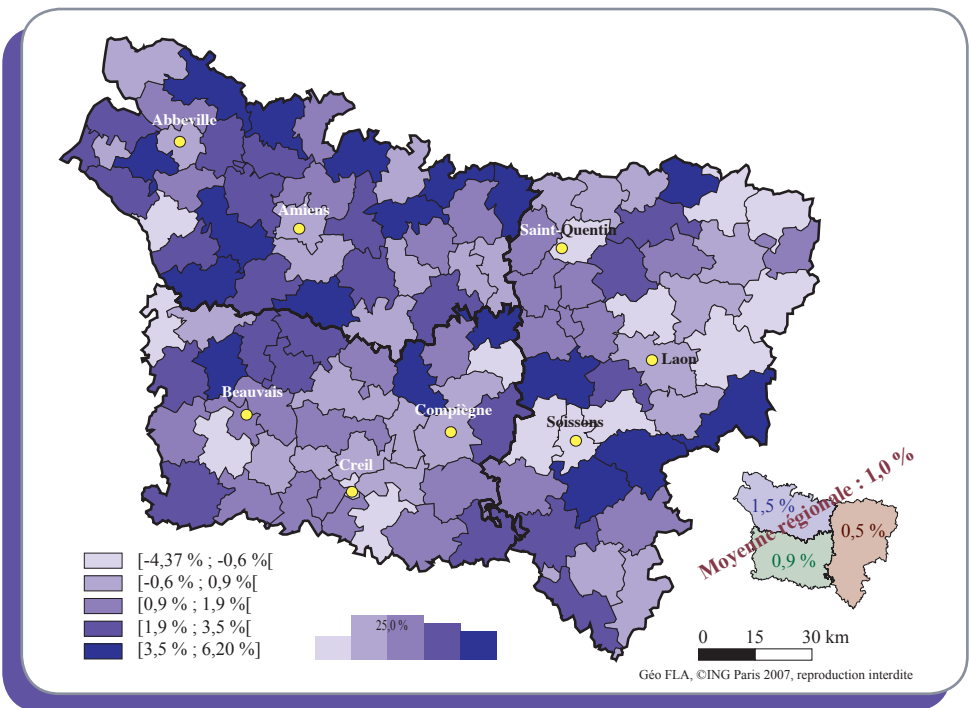 Abbeville
Amiens
Saint-Quentin
Laon
Beauvais
Compiègne
Soissons
Creil
Moyenne régionale : 1,0 %
1,5 %
0,5 %
0,9 %
[-4,37 % ; -0,6 %[
[-0,6 % ; 0,9 %[
[0,9 % ; 1,9 %[
[1,9 % ; 3,5 %[
[3,5 % ; 6,20 %]
25,0 %
0 15 30 km
Géo FLA, ©ING Paris 2007, reproduction interdite